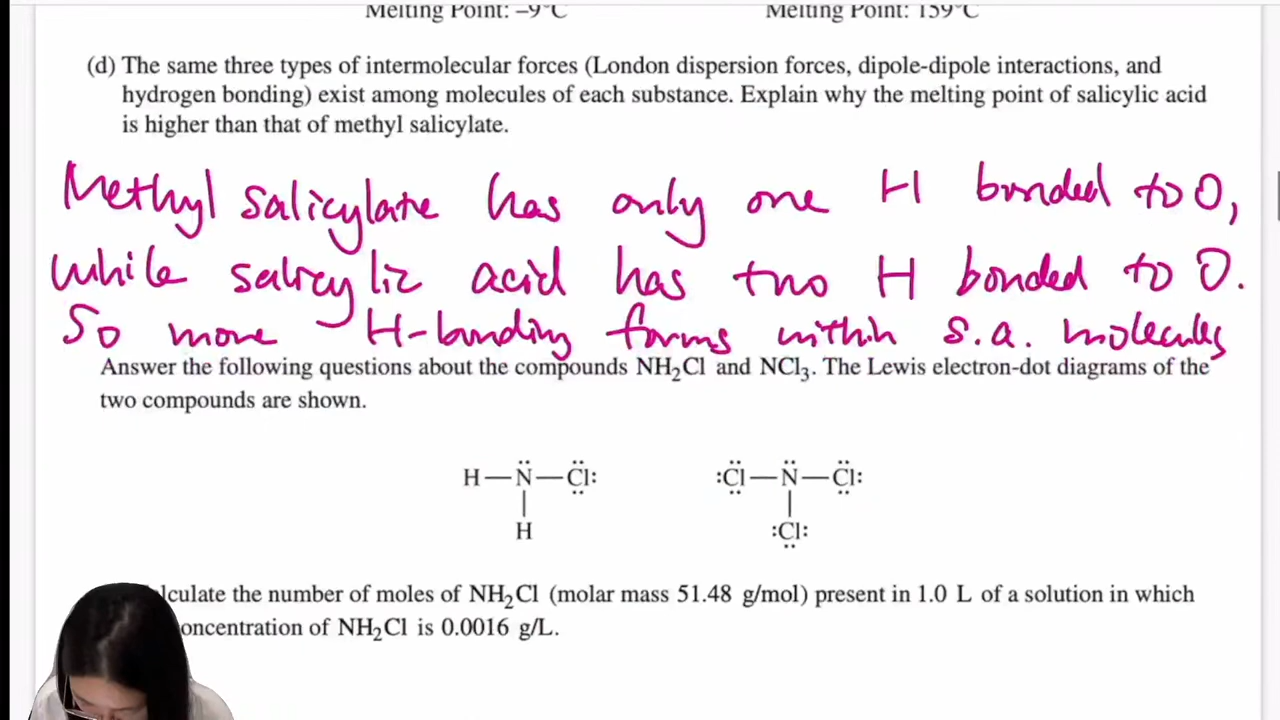 Melting Point: –9°C Melting Point: 159°C
(d) The same three types of intermolecular forces (London dispersion forces, dipole-dipole interactions, and
hydrogen bonding) exist among molecules of each substance. Explain why the melting point of salicylic acid
is higher than that of methyl salicylate.
Methyl salicylate has only one H bonded to O,
while salicylic acid has two H bonded to O.
So more H-bonding forms within s.a. molecules
Answer the following questions about the compounds NH₂Cl and NCl₃. The Lewis electron-dot diagrams of the
two compounds are shown.
H—N—Cl: :Cl—N—Cl:
H :Cl:
lculate the number of moles of NH₂Cl (molar mass 51.48 g/mol) present in 1.0 L of a solution in which
oncentration of NH₂Cl is 0.0016 g/L.